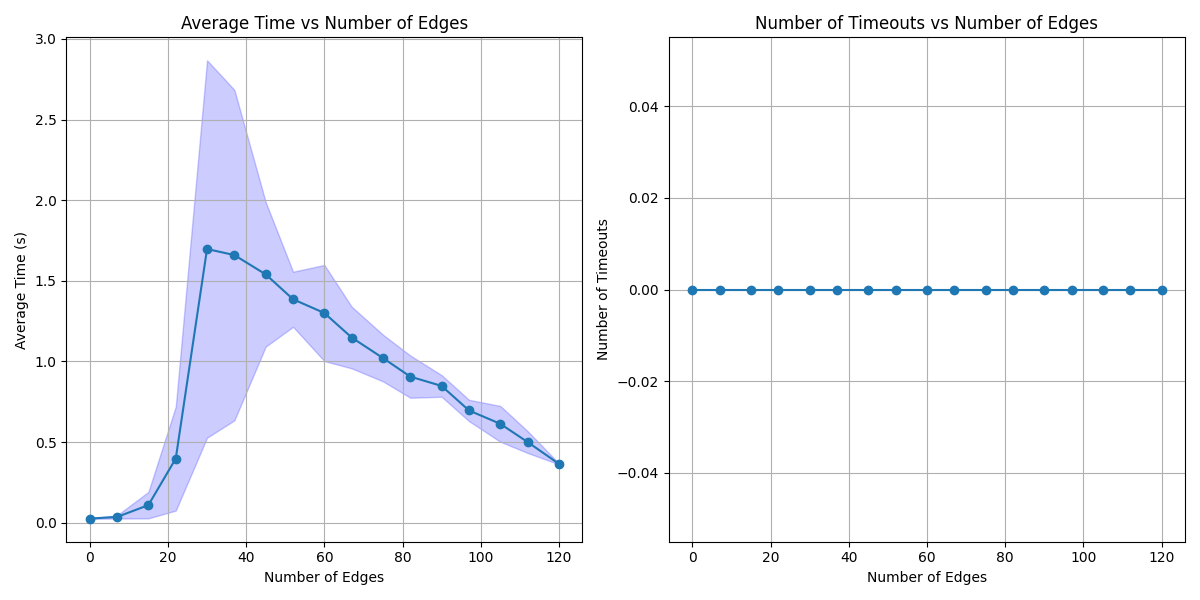 Average Time vs Number of Edges
3.0
2.5
2.0
1.5
1.0
0.5
0.0
Average Time (s)
0 20 40 60 80 100 120
Number of Edges
Number of Timeouts vs Number of Edges
0.04
0.02
0.00
−0.02
−0.04
Number of Timeouts
0 20 40 60 80 100 120
Number of Edges